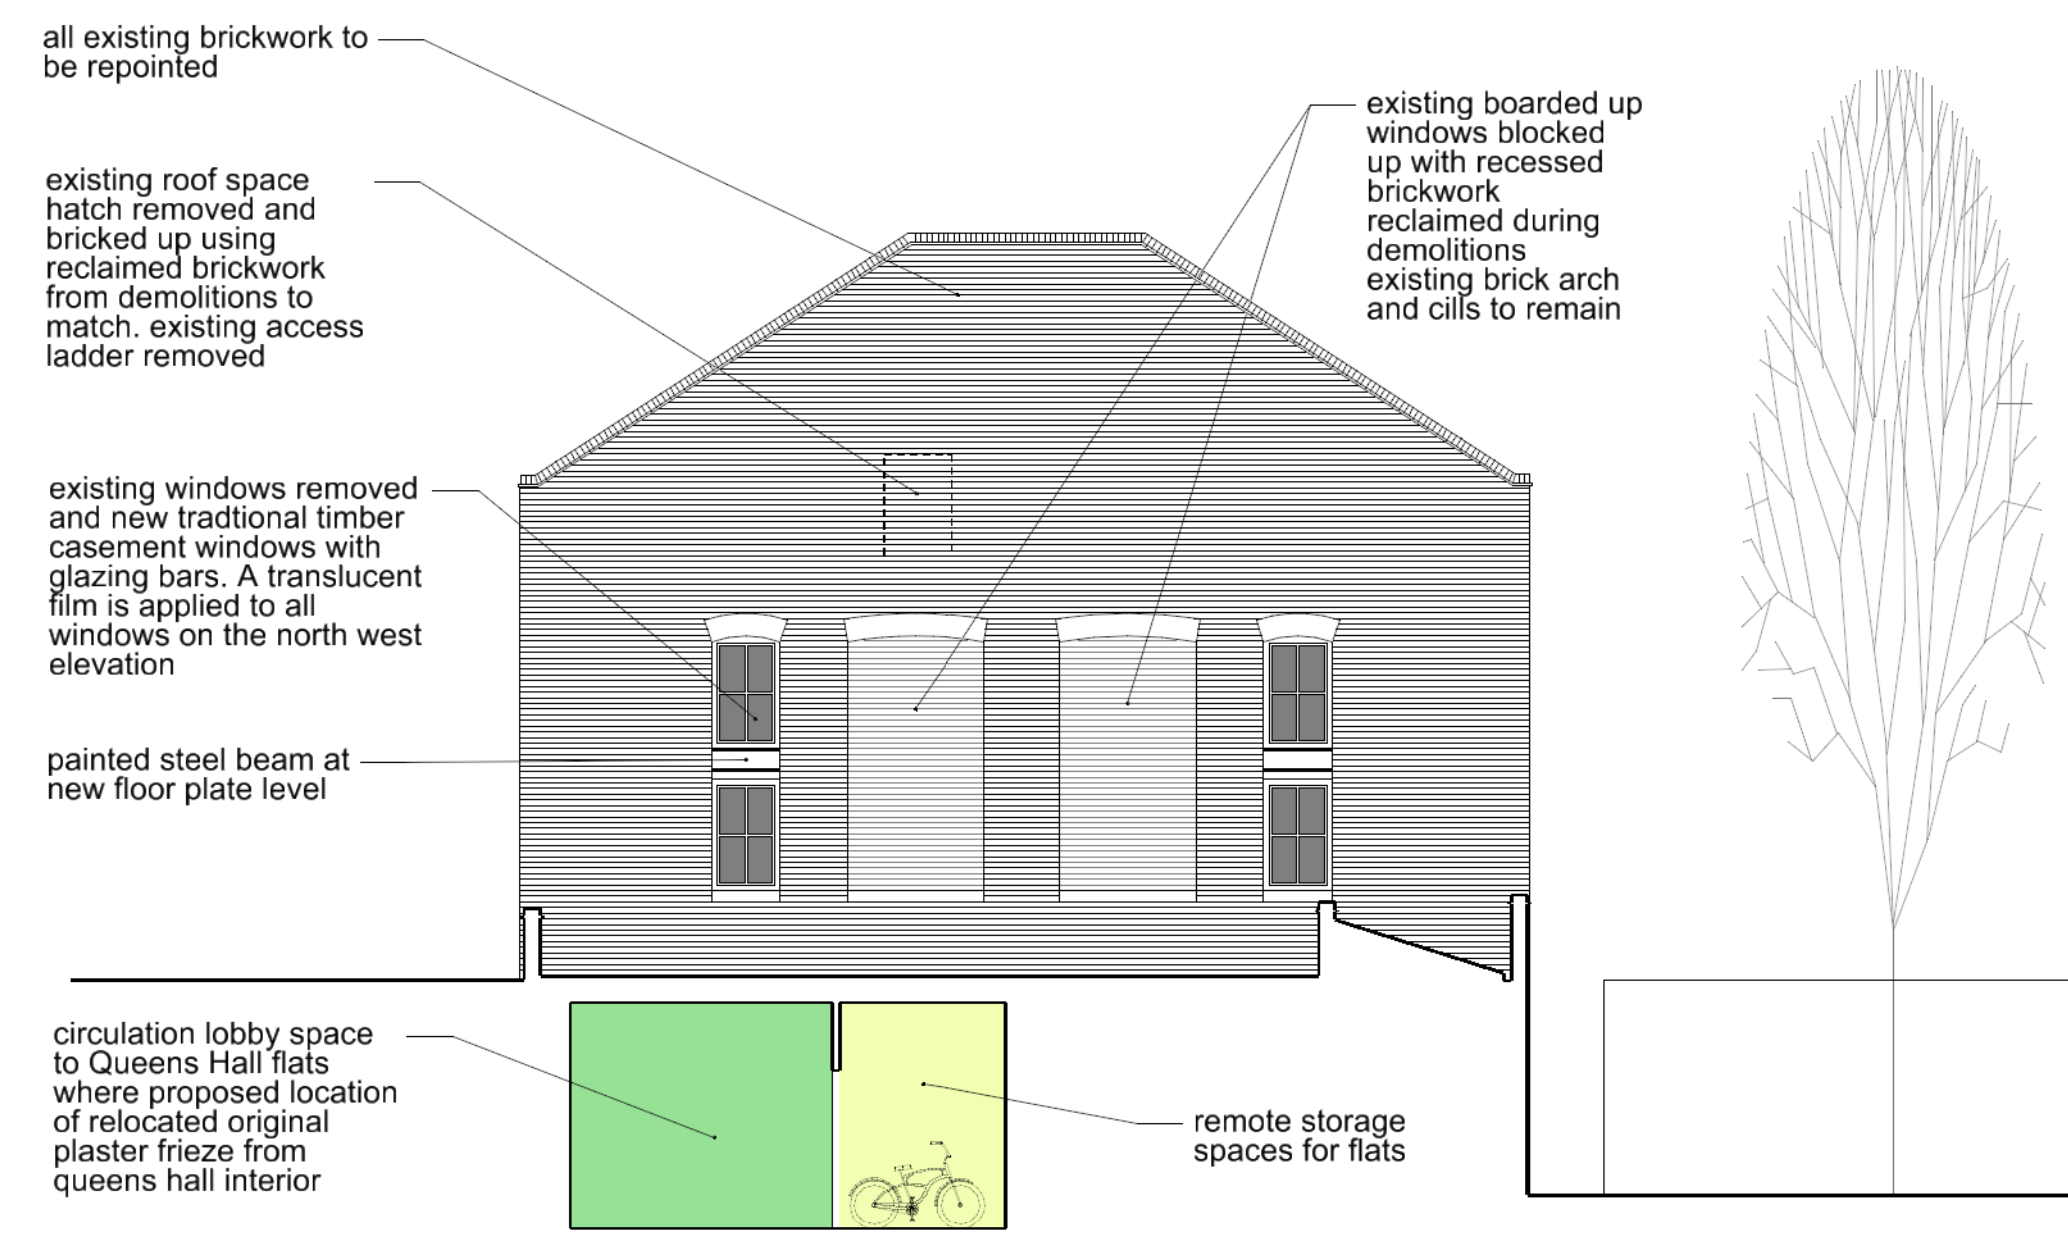 all existing brickwork to
be repointed
existing roof space
hatch removed and
bricked up using
reclaimed brickwork
from demolitions to
match. existing access
ladder removed
existing windows removed
and new tradtional timber
casement windows with
glazing bars. A translucent
film is applied to all
windows on the north west
elevation
painted steel beam at
new floor plate level
circulation lobby space
to Queens Hall flats
where proposed location
of relocated original
plaster frieze from
queens hall interior
existing boarded up
windows blocked
up with recessed
brickwork
reclaimed during
demolitions
existing brick arch
and cills to remain
remote storage
spaces for flats